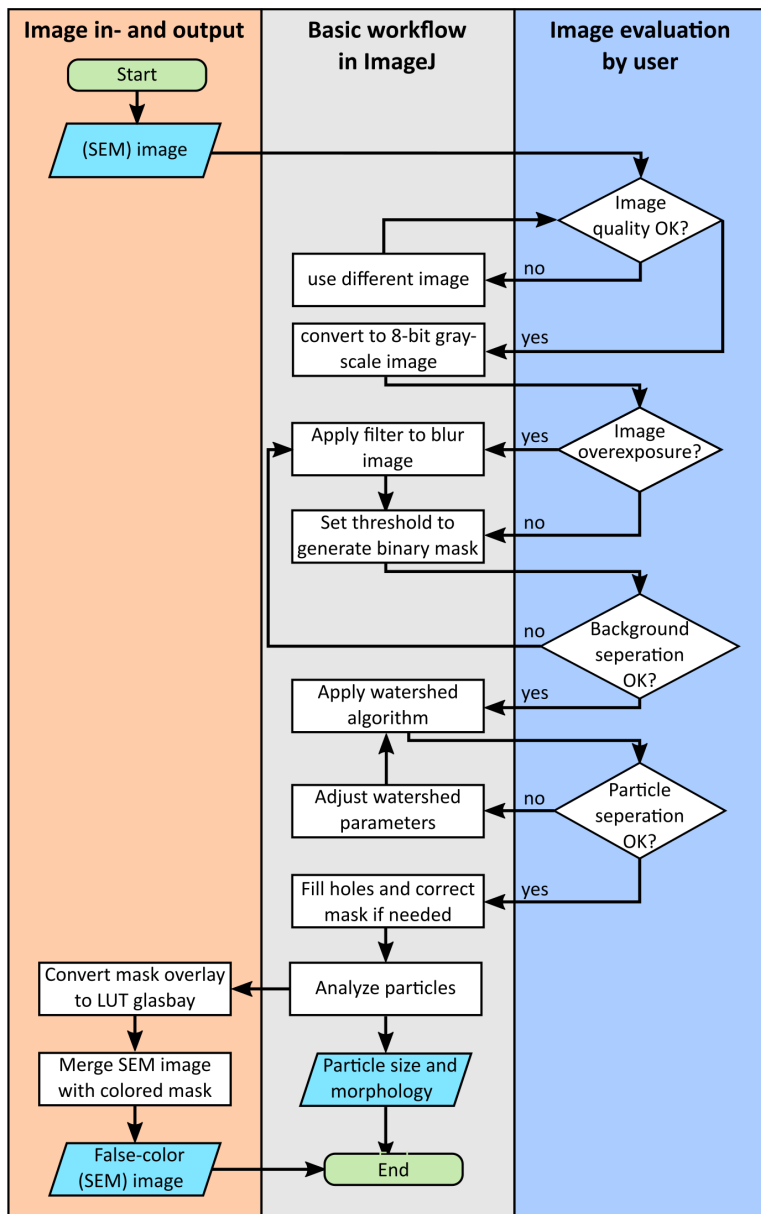 Image in- and output
Basic workflow
in ImageJ
Image evaluation
by user
Start
(SEM) image
Image
quality OK?
no
use different image
yes
convert to 8-bit gray-
scale image
Image
overexposure?
yes
Apply filter to blur
image
no
Set threshold to
generate binary mask
Background
seperation
OK?
no
yes
Apply watershed
algorithm
Particle
seperation
OK?
no
Adjust watershed
parameters
yes
Fill holes and correct
mask if needed
Analyze particles
Convert mask overlay
to LUT glasbay
Merge SEM image
with colored mask
Particle size and
morphology
False-color
(SEM) image
End